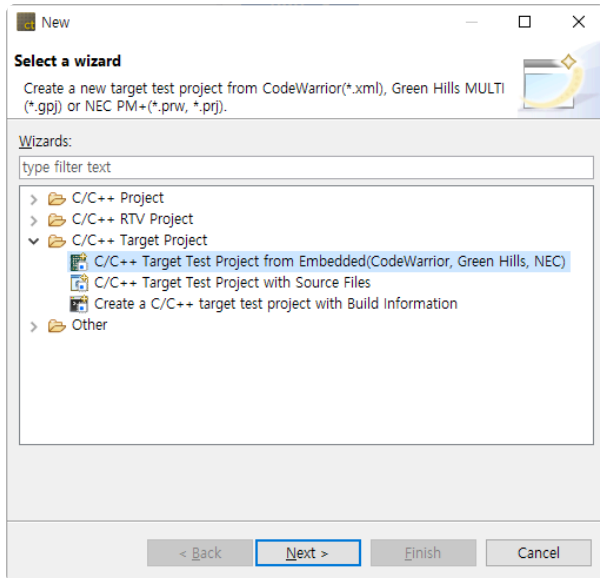 ct New
Select a wizard
Create a new target test project from CodeWarrior(*.xml), Green Hills MULTI
(*.gpj) or NEC PM+(*.prw, *.prj).
Wizards:
type filter text
C/C++ Project
C/C++ RTV Project
C/C++ Target Project
C/C++ Target Test Project from Embedded(CodeWarrior, Green Hills, NEC)
C/C++ Target Test Project with Source Files
Create a C/C++ target test project with Build Information
Other
< Back Next > Finish Cancel